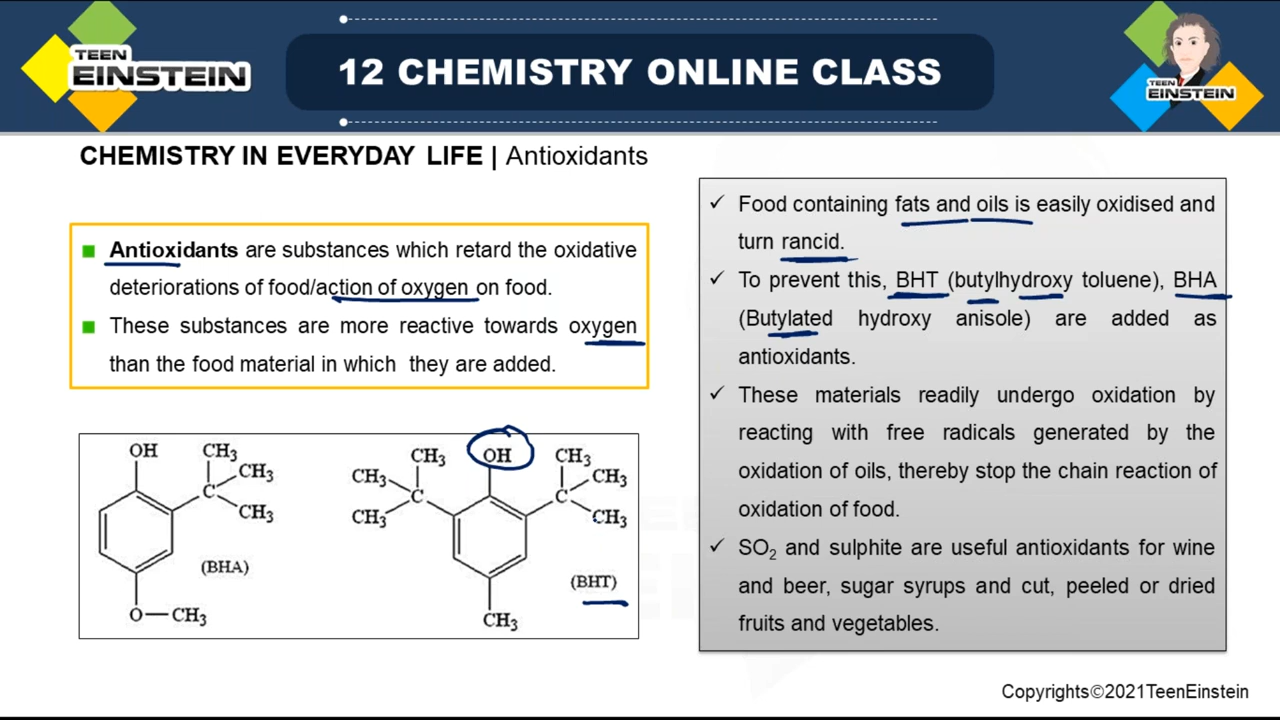 TEEN
EINSTEIN
12 CHEMISTRY ONLINE CLASS
TEEN
EINSTEIN
CHEMISTRY IN EVERYDAY LIFE | Antioxidants
Antioxidants are substances which retard the oxidative
deteriorations of food/action of oxygen on food.
These substances are more reactive towards oxygen
than the food material in which they are added.
OH
CH3
CH3
C
CH3
(BHA)
O—CH3
CH3
OH
CH3
CH3
CH3
C
C
CH3
CH3
(BHT)
CH3
✓ Food containing fats and oils is easily oxidised and
turn rancid.
✓ To prevent this, BHT (butylhydroxy toluene), BHA
(Butylated hydroxy anisole) are added as
antioxidants.
✓ These materials readily undergo oxidation by
reacting with free radicals generated by the
oxidation of oils, thereby stop the chain reaction of
oxidation of food.
✓ SO2 and sulphite are useful antioxidants for wine
and beer, sugar syrups and cut, peeled or dried
fruits and vegetables.
Copyrights©2021TeenEinstein